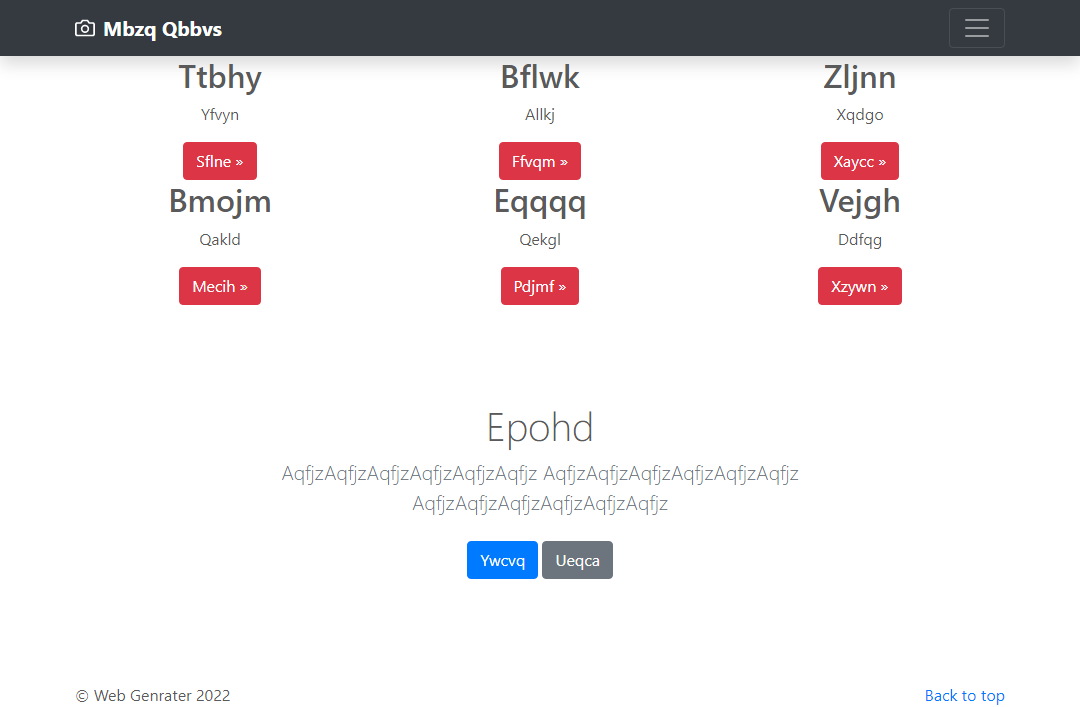 Mbzq Qbbvs
Ttbhy Bflwk Zljnn
Yfvyn Allkj Xqdgo
Sflne » Ffvqm » Xaycc »
Bmojm Eqqqq Vejgh
Qakld Qekgl Ddfqg
Mecih » Pdjmf » Xzywn »
Epohd
AqfjzAqfjzAqfjzAqfjzAqfjzAqfjz AqfjzAqfjzAqfjzAqfjzAqfjzAqfjz
AqfjzAqfjzAqfjzAqfjzAqfjzAqfjz
Ywcvq Ueqca
© Web Genrater 2022 Back to top